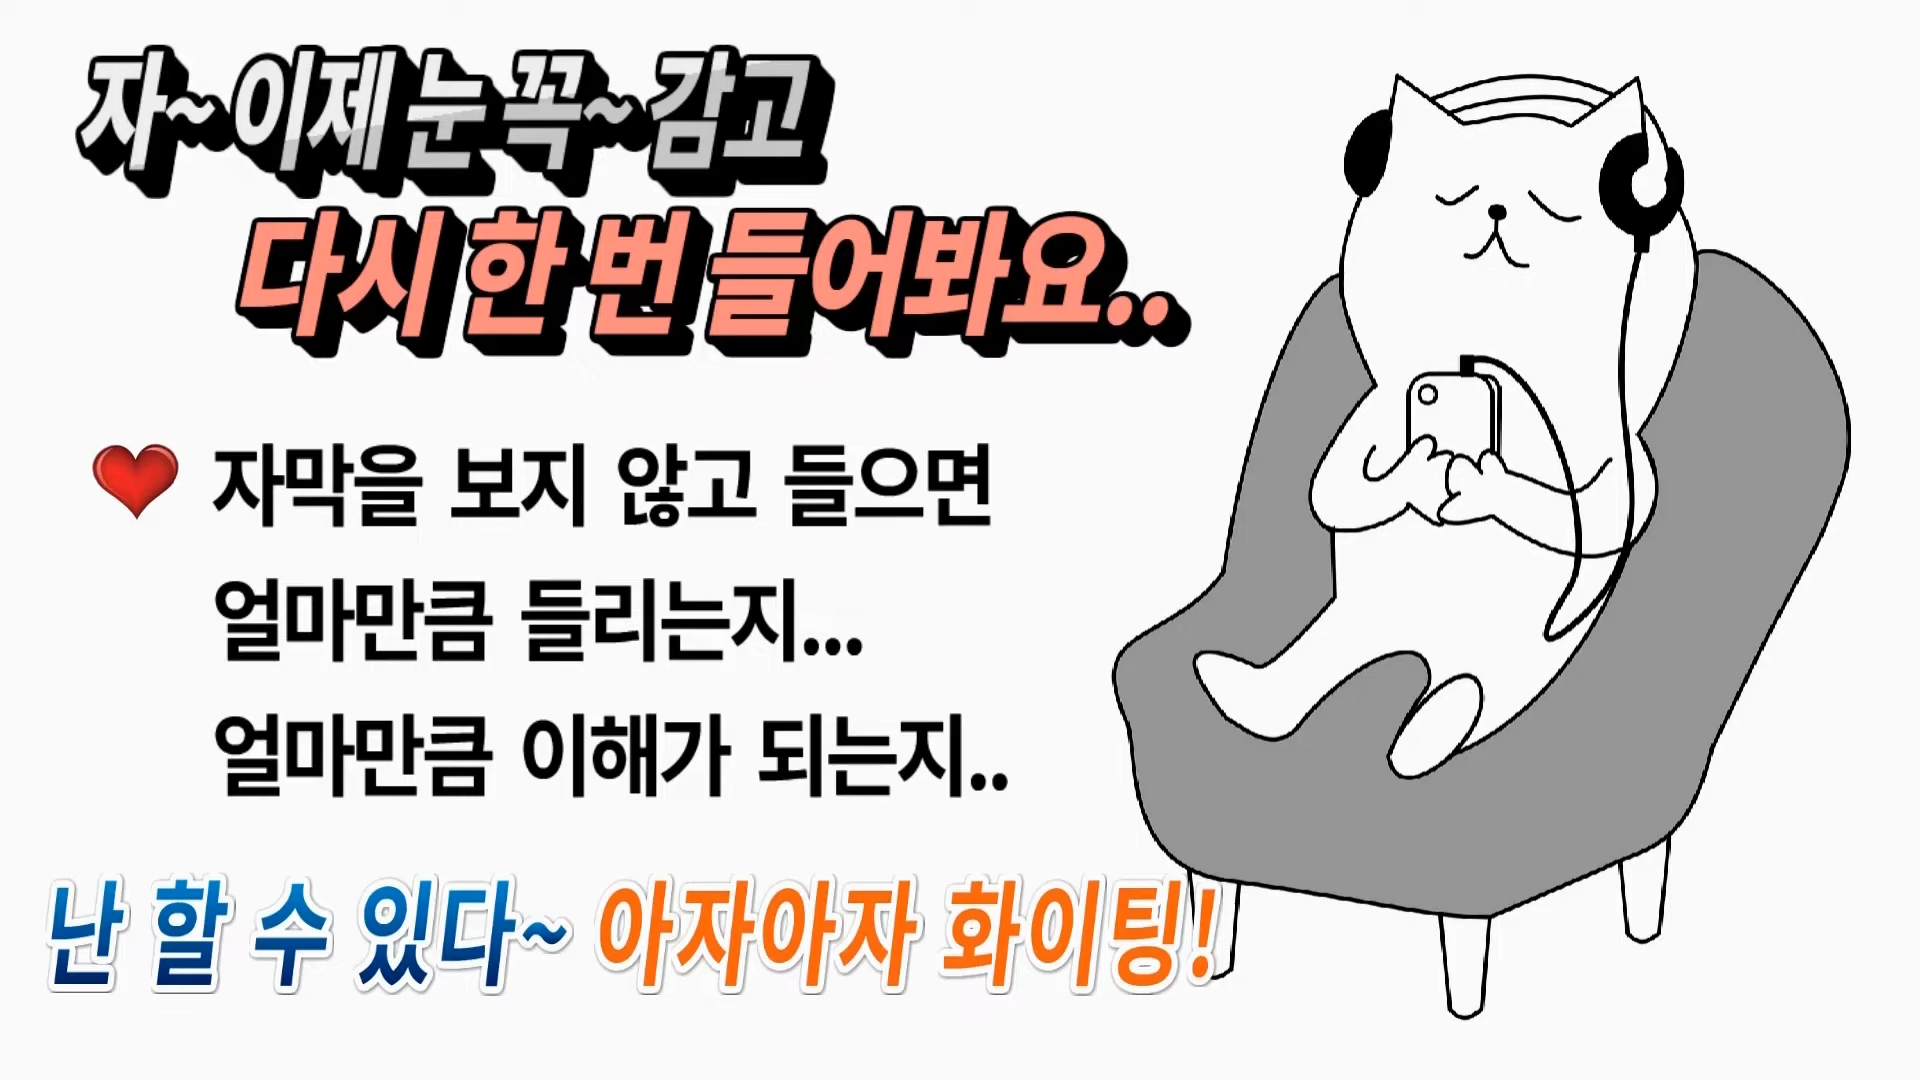 자~ 이제 눈 꼭~ 감고
다시 한 번 들어봐요..
자막을 보지 않고 들으면
얼마만큼 들리는지...
얼마만큼 이해가 되는지..
난 할 수 있다~ 아자아자 화이팅!